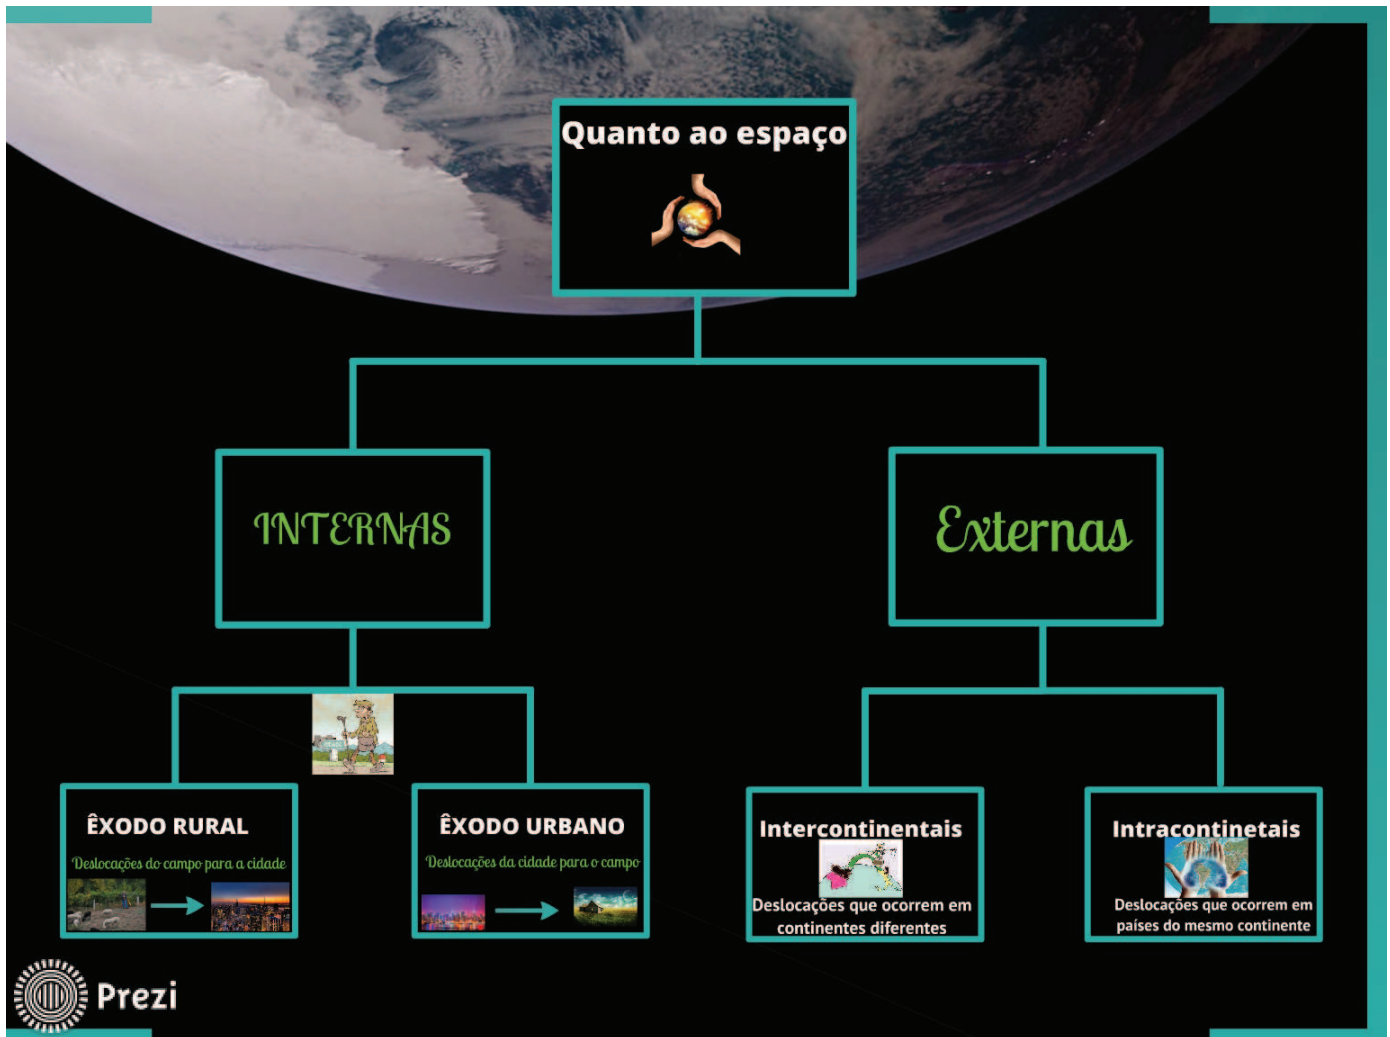 Quanto ao espaço
INTERNAS
Externas
ÊXODO RURAL
Deslocações do campo para a cidade
ÊXODO URBANO
Deslocações da cidade para o campo
Intercontinentais
Deslocações que ocorrem em
continentes diferentes
Intracontinetais
Deslocações que ocorrem em
países do mesmo continente
Prezi